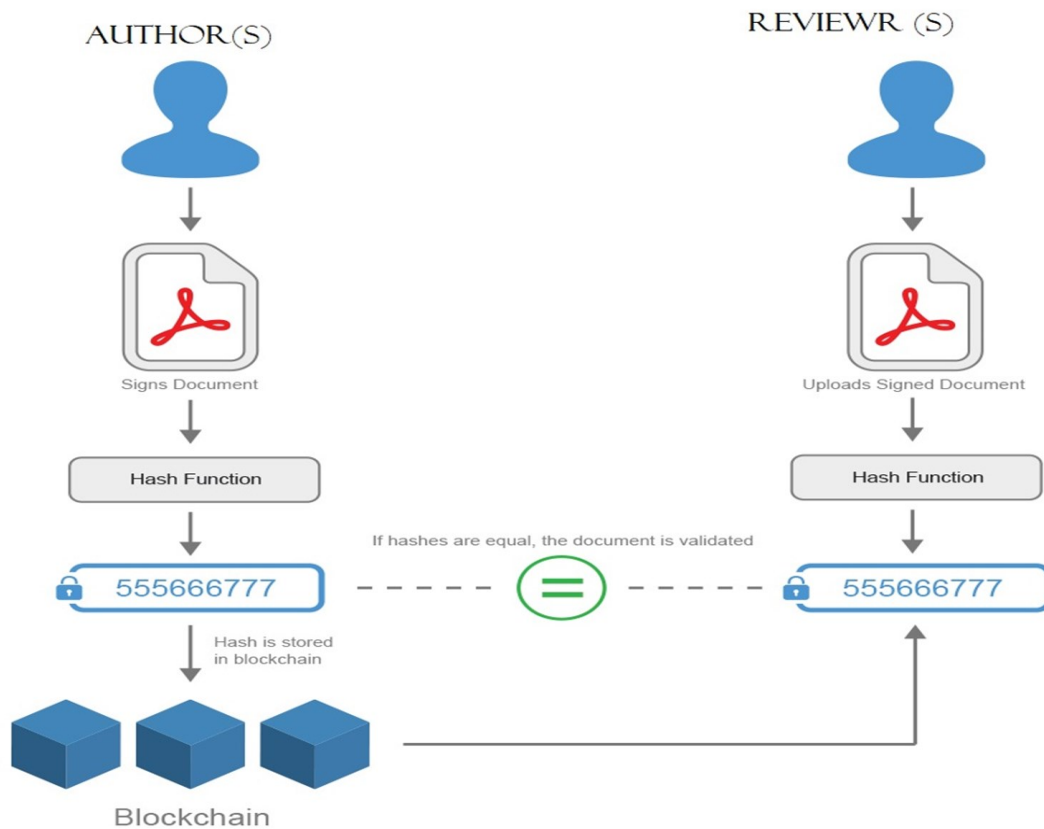 AUTHOR(S)
REVIEWR (S)
Signs Document
Uploads Signed Document
Hash Function
Hash Function
If hashes are equal, the document is validated
555666777
555666777
Hash is stored
in blockchain
Blockchain